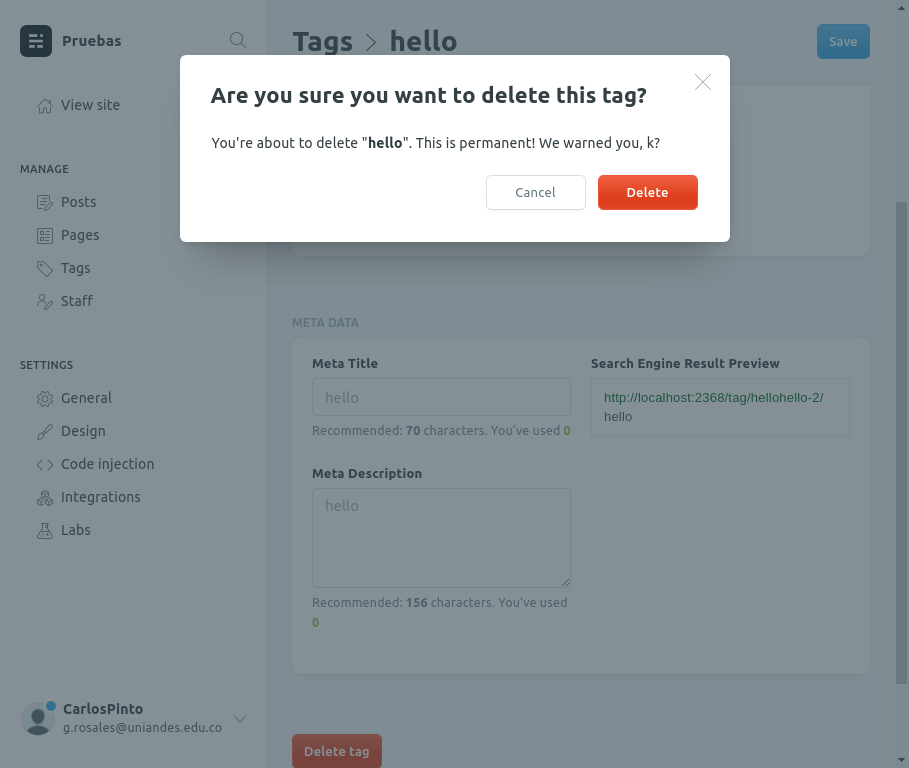 Pruebas
View site
MANAGE
Posts
Pages
Tags
Staff
SETTINGS
General
Design
Code injection
Integrations
Labs
CarlosPinto
g.rosales@uniandes.edu.co
Tags > hello
Save
Are you sure you want to delete this tag?
You're about to delete "hello". This is permanent! We warned you, k?
Cancel
Delete
META DATA
Meta Title
hello
Recommended: 70 characters. You've used 0
Search Engine Result Preview
http://localhost:2368/tag/hellohello-2/
hello
Meta Description
hello
Recommended: 156 characters. You've used
0
Delete tag